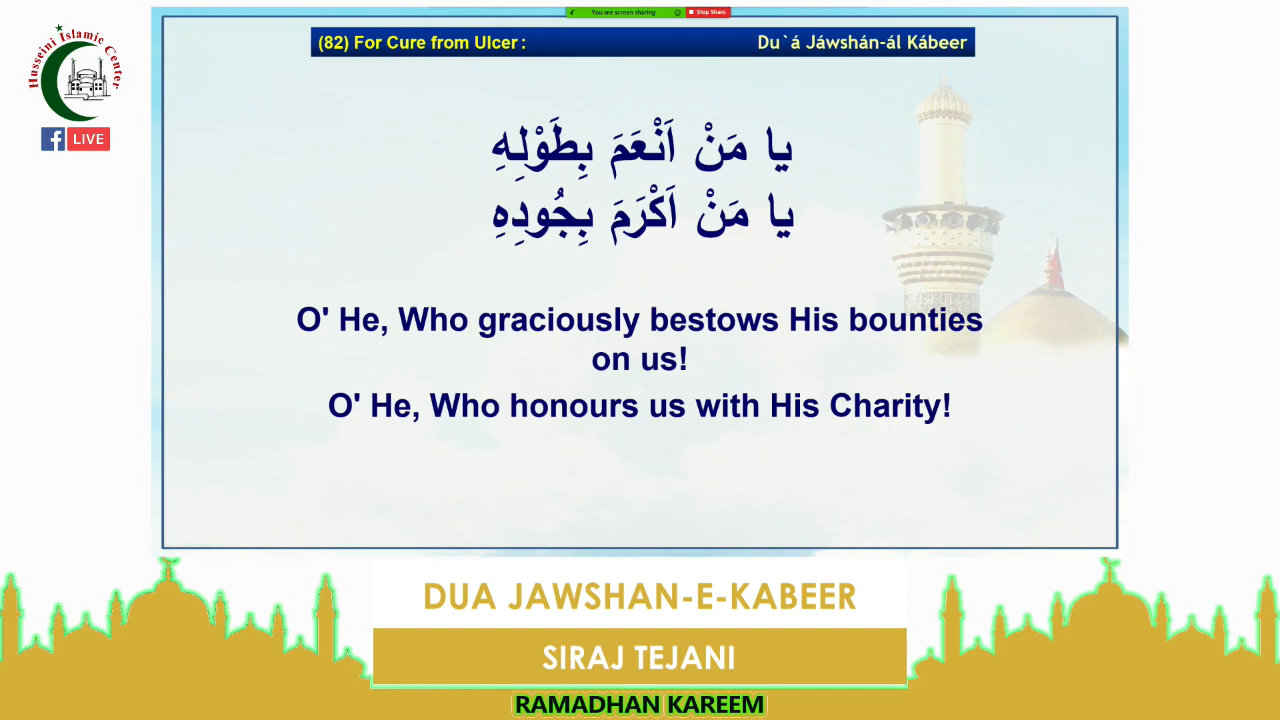 You are screen sharing
Stop Share
Husseini Islamic Center
LIVE
(82) For Cure from Ulcer :
Du`á Jáwshán-ál Kábeer
يا مَنْ اَنْعَمَ بِطَوْلِهِ
يا مَنْ اَكْرَمَ بِجُودِهِ
O' He, Who graciously bestows His bounties
on us!
O' He, Who honours us with His Charity!
DUA JAWSHAN-E-KABEER
SIRAJ TEJANI
RAMADHAN KAREEM